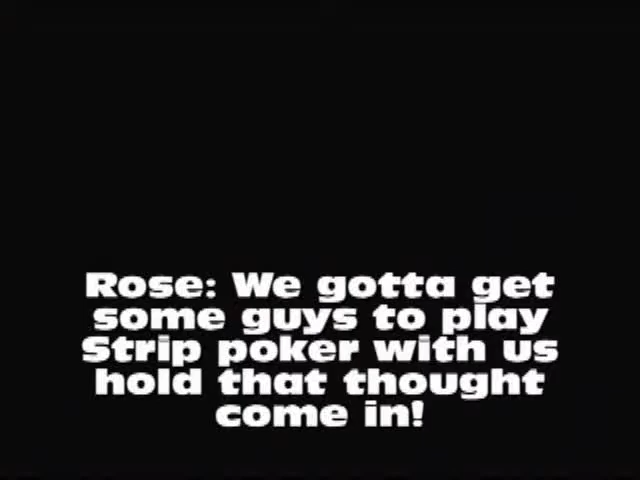 Rose: We gotta get
some guys to play
Strip poker with us
hold that thought
come in!